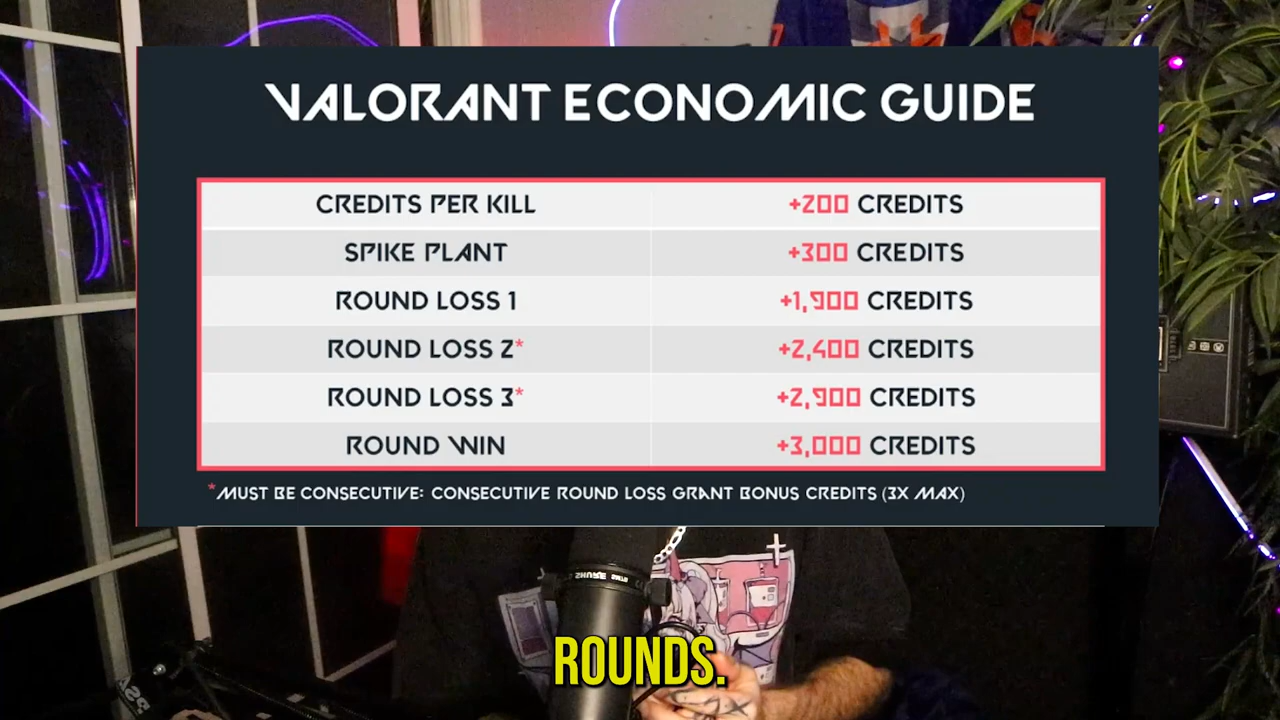 VALORANT ECONOMIC GUIDE
CREDITS PER KILL +200 CREDITS
SPIKE PLANT +300 CREDITS
ROUND LOSS 1 +1,900 CREDITS
ROUND LOSS 2* +2,400 CREDITS
ROUND LOSS 3* +2,900 CREDITS
ROUND WIN +3,000 CREDITS
*MUST BE CONSECUTIVE: CONSECUTIVE ROUND LOSS GRANT BONUS CREDITS (3X MAX)
SHURE
ROUNDS.